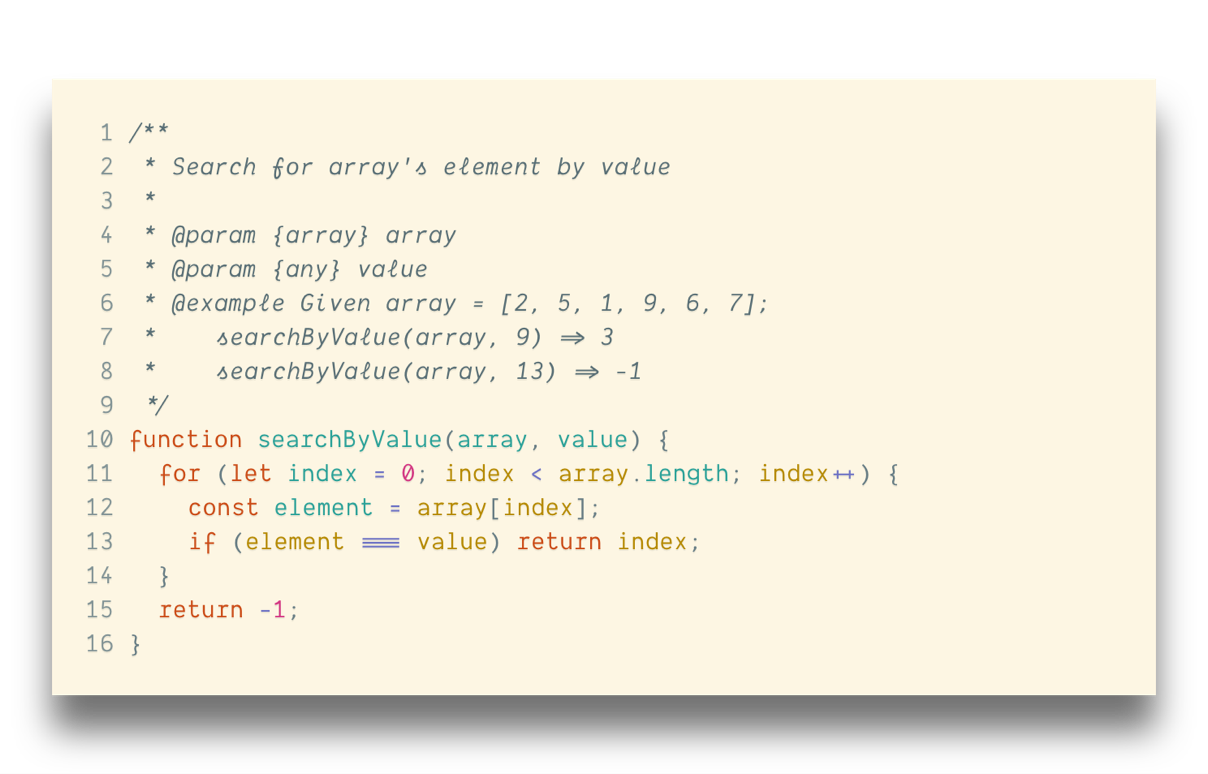 1 /**
2  * Search for array's element by value
3  *
4  * @param {array} array
5  * @param {any} value
6  * @example Given array = [2, 5, 1, 9, 6, 7];
7  *    searchByValue(array, 9) => 3
8  *    searchByValue(array, 13) => -1
9  */
10 function searchByValue(array, value) {
11   for (let index = 0; index < array.length; index++) {
12     const element = array[index];
13     if (element === value) return index;
14   }
15   return -1;
16 }